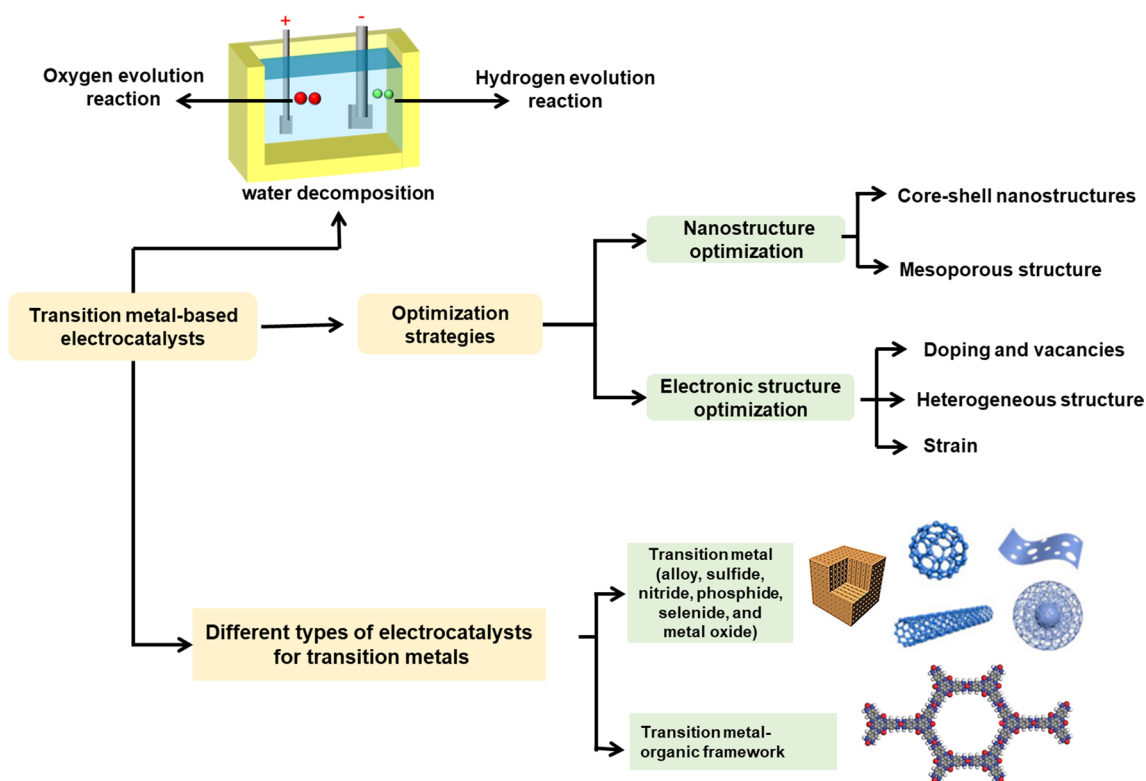 + -
Oxygen evolution
reaction
Hydrogen evolution
reaction
water decomposition
Transition metal-based
electrocatalysts
Optimization
strategies
Nanostructure
optimization
Core-shell nanostructures
Mesoporous structure
Electronic structure
optimization
Doping and vacancies
Heterogeneous structure
Strain
Different types of electrocatalysts
for transition metals
Transition metal
(alloy, sulfide,
nitride, phosphide,
selenide, and
metal oxide)
Transition metal-
organic framework